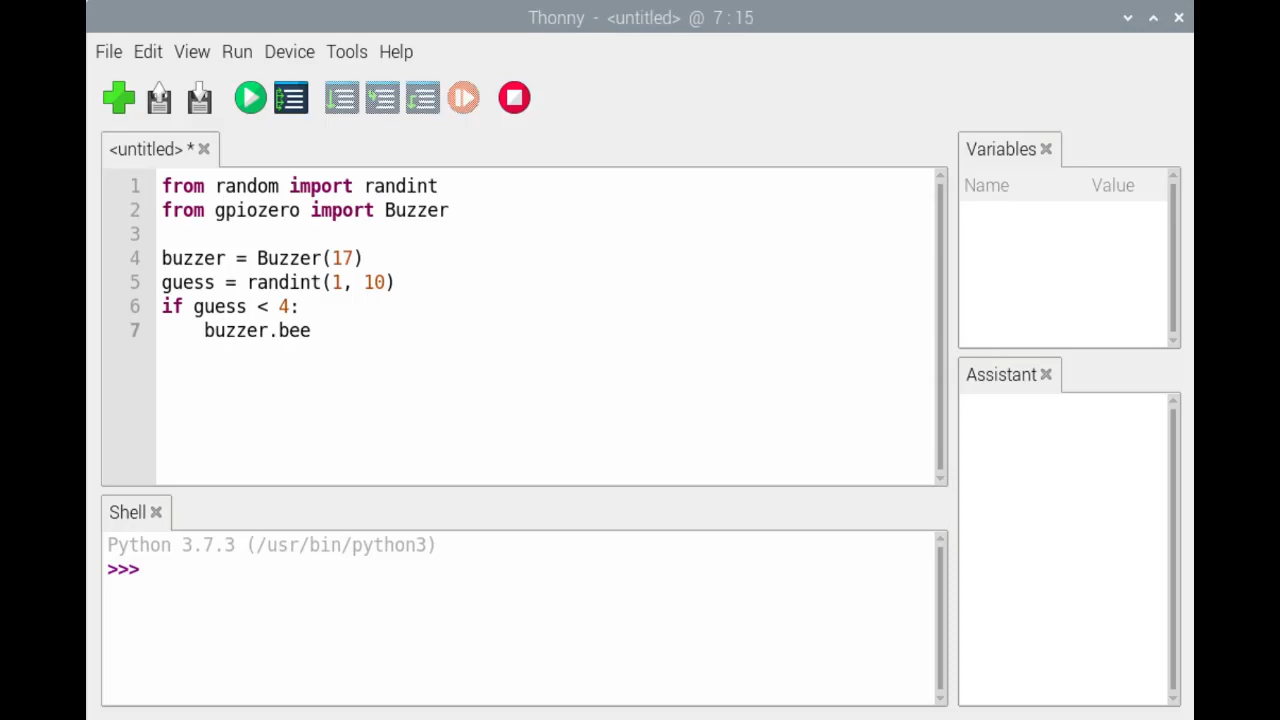 Thonny - <untitled> @ 7:15
File Edit View Run Device Tools Help
<untitled> *
1 from random import randint
2 from gpiozero import Buzzer
3
4 buzzer = Buzzer(17)
5 guess = randint(1, 10)
6 if guess < 4:
7     buzzer.bee
Variables
Name Value
Assistant
Shell
Python 3.7.3 (/usr/bin/python3)
>>>